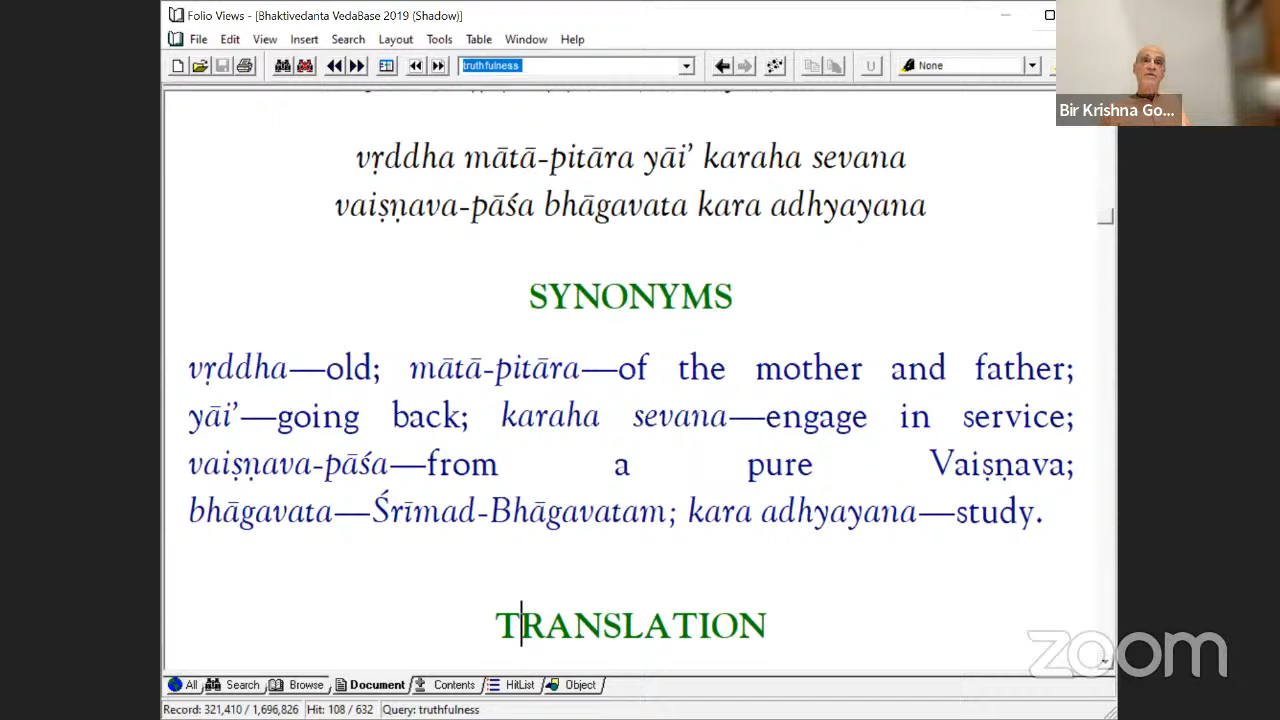 Folio Views - [Bhaktivedanta VedaBase 2019 (Shadow)]
File Edit View Insert Search Layout Tools Table Window Help
truthfulness
U
None
Bir Krishna Go...
vṛddha mātā-pitāra yāi’ karaha sevana
vaiṣṇava-pāśa bhāgavata kara adhyayana
SYNONYMS
vṛddha—old; mātā-pitāra—of the mother and father;
yāi’—going back; karaha sevana—engage in service;
vaiṣṇava-pāśa—from a pure Vaiṣṇava;
bhāgavata—Śrīmad-Bhāgavatam; kara adhyayana—study.
TRANSLATION
zoom
All Search Browse Document Contents HitList Object
Record: 321,410 / 1,696,826 Hit: 108 / 632 Query: truthfulness